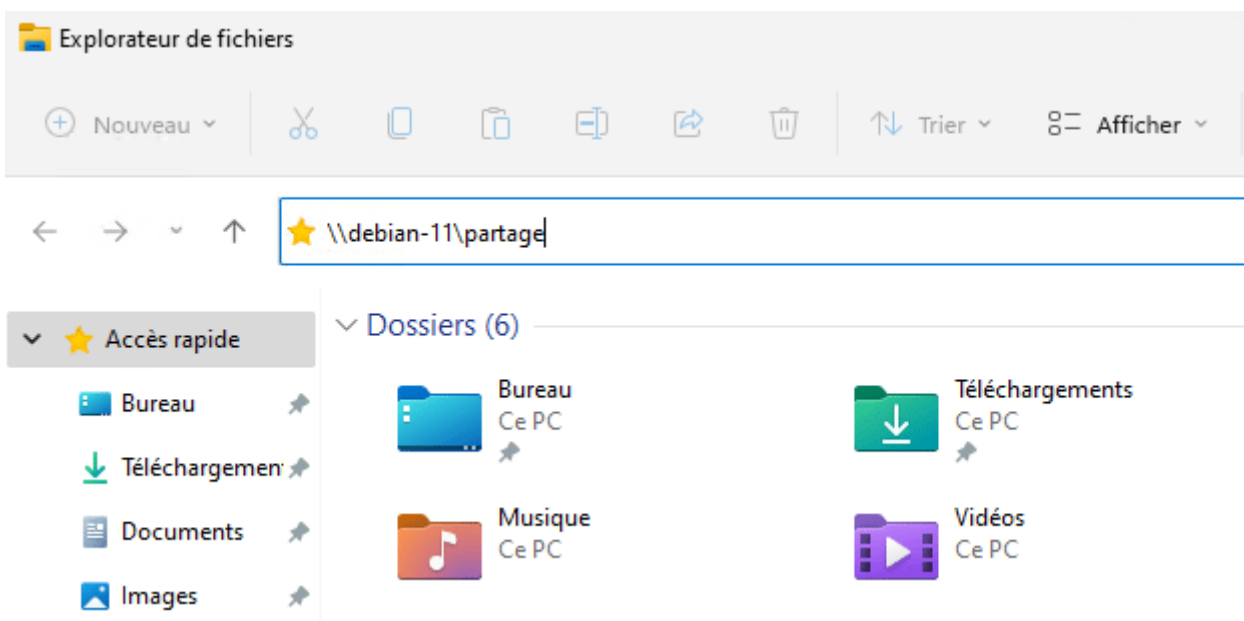 Explorateur de fichiers
Nouveau
Trier
Afficher
\\debian-11\partage
Accès rapide
Bureau
Téléchargemen
Documents
Images
Dossiers (6)
Bureau
Ce PC
Téléchargements
Ce PC
Musique
Ce PC
Vidéos
Ce PC